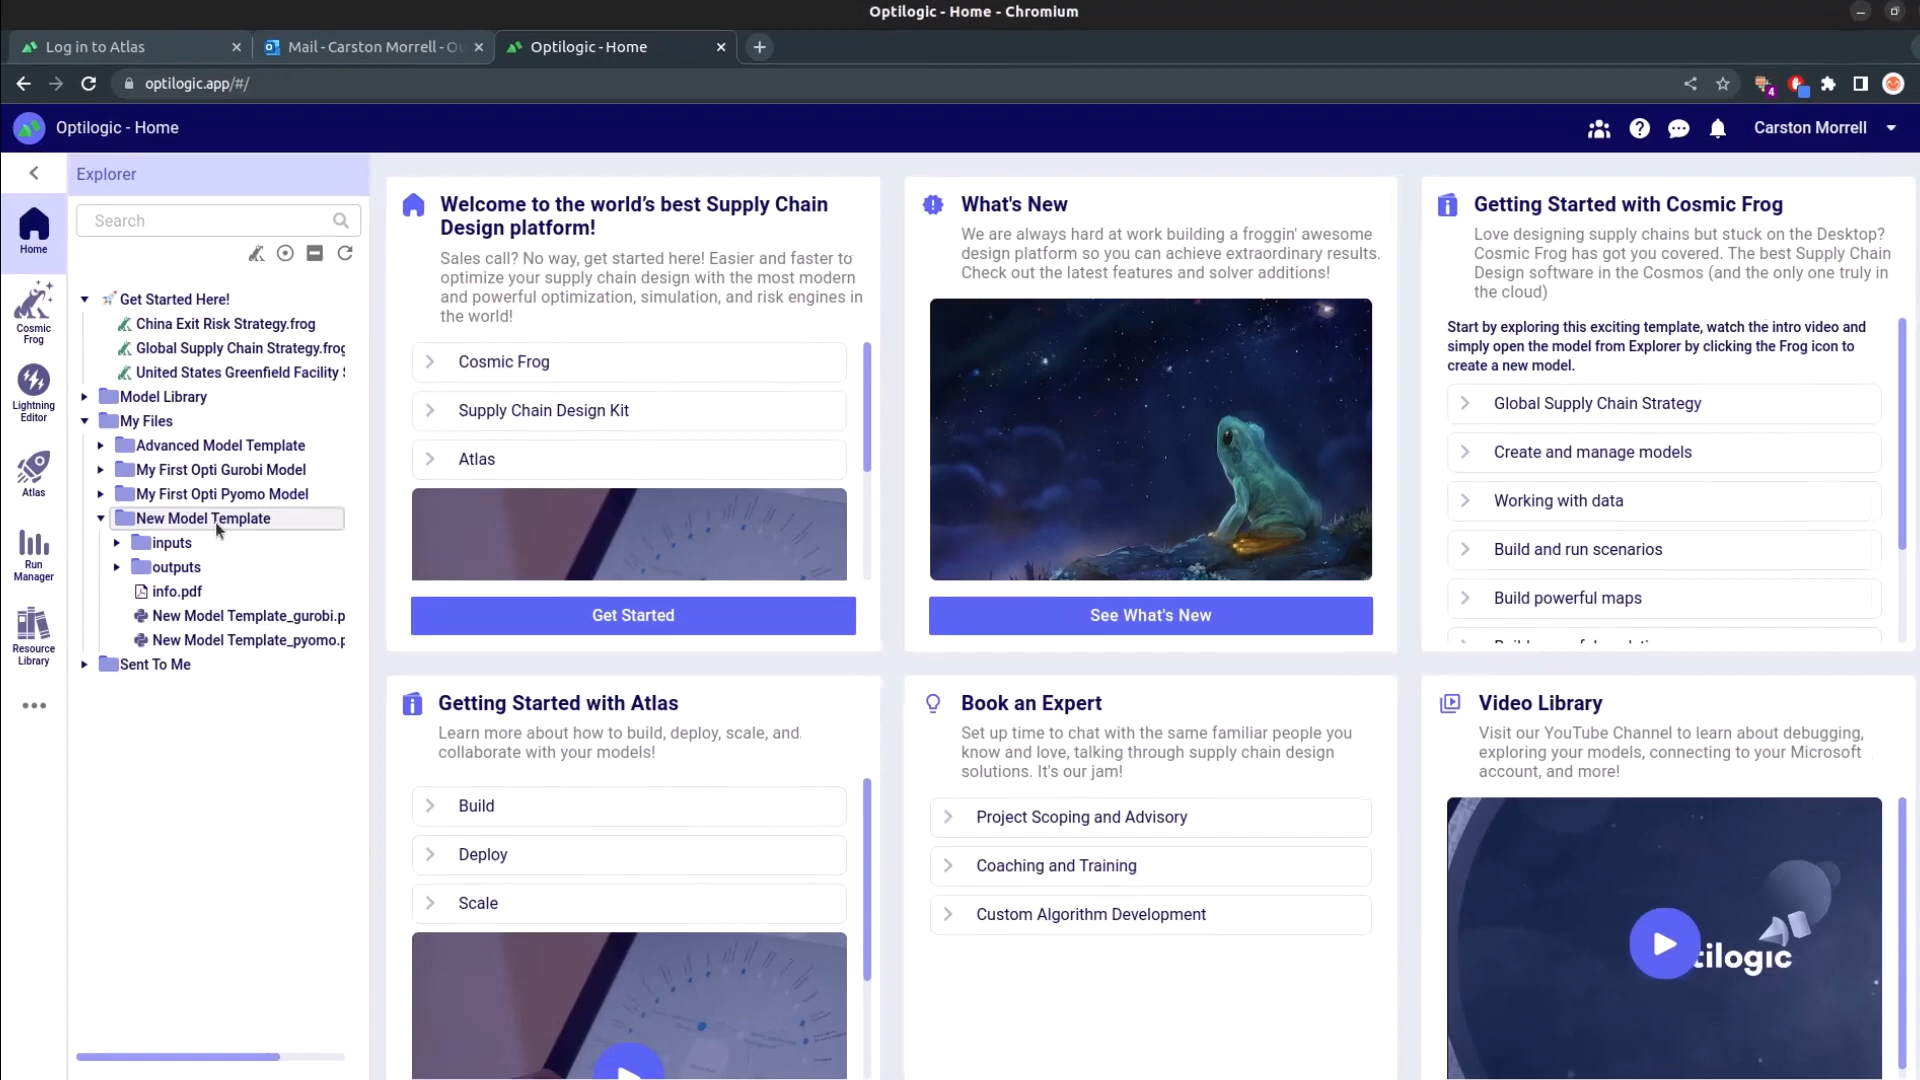 Optilogic - Home - Chromium
Log in to Atlas
Mail - Carston Morrell - Ou
Optilogic - Home
optilogic.app/#/
4
Optilogic - Home
Carston Morrell
Explorer
Search
Home
Cosmic
Frog
Lightning
Editor
Atlas
Run
Manager
Resource
Library
Get Started Here!
China Exit Risk Strategy.frog
Global Supply Chain Strategy.frog
United States Greenfield Facility
Model Library
My Files
Advanced Model Template
My First Opti Gurobi Model
My First Opti Pyomo Model
New Model Template
inputs
outputs
info.pdf
New Model Template_gurobi.p
New Model Template_pyomo.p
Sent To Me
Welcome to the world's best Supply Chain
Design platform!
Sales call? No way, get started here! Easier and faster to
optimize your supply chain design with the most modern
and powerful optimization, simulation, and risk engines in
the world!
Cosmic Frog
Supply Chain Design Kit
Atlas
Get Started
What's New
We are always hard at work building a froggin' awesome
design platform so you can achieve extraordinary results.
Check out the latest features and solver additions!
See What's New
Getting Started with Cosmic Frog
Love designing supply chains but stuck on the Desktop?
Cosmic Frog has got you covered. The best Supply Chain
Design software in the Cosmos (and the only one truly in
the cloud)
Start by exploring this exciting template, watch the intro video and
simply open the model from Explorer by clicking the Frog icon to
create a new model.
Global Supply Chain Strategy
Create and manage models
Working with data
Build and run scenarios
Build powerful maps
Getting Started with Atlas
Learn more about how to build, deploy, scale, and
collaborate with your models!
Build
Deploy
Scale
Book an Expert
Set up time to chat with the same familiar people you
know and love, talking through supply chain design
solutions. It's our jam!
Project Scoping and Advisory
Coaching and Training
Custom Algorithm Development
Video Library
Visit our YouTube Channel to learn about debugging,
exploring your models, connecting to your Microsoft
account, and more!
tilogic